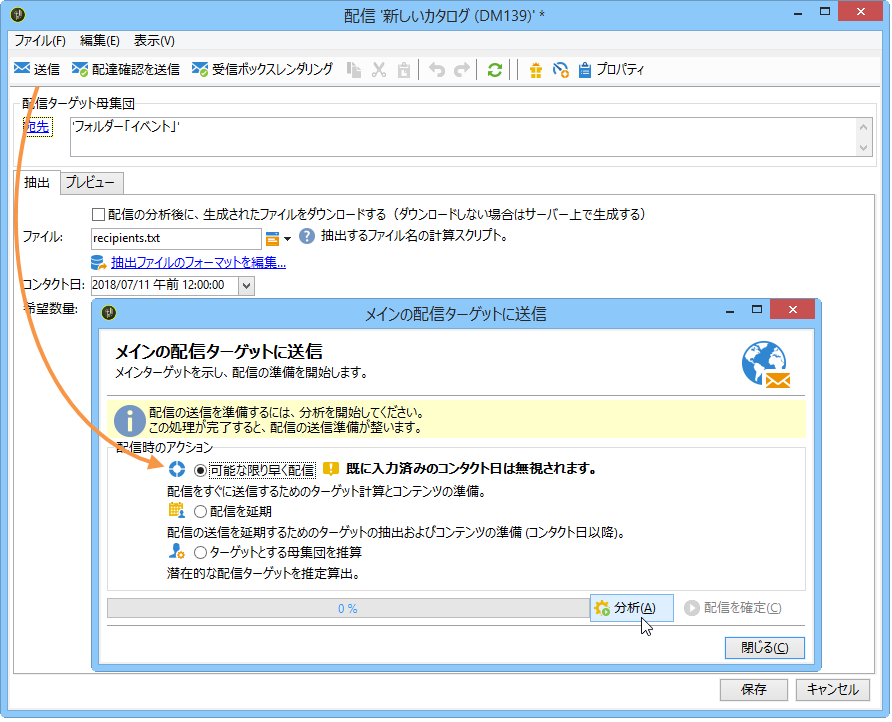 配信 '新しいカタログ (DM139)' *
ファイル(F) 編集(E) 表示(V)
送信 配達確認を送信 受信ボックスレンダリング プロパティ
配信ターゲット母集団
宛先 'フォルダー「イベント」'
抽出 プレビュー
配信の分析後に、生成されたファイルをダウンロードする（ダウンロードしない場合はサーバー上で生成する）
ファイル: recipients.txt 抽出するファイル名の計算スクリプト。
抽出ファイルのフォーマットを編集...
コンタクト日: 2018/07/11 午前 12:00:00
希望数量:
メインの配信ターゲットに送信
メインの配信ターゲットに送信
メインターゲットを示し、配信の準備を開始します。
配信の送信を準備するには、分析を開始してください。
この処理が完了すると、配信の送信準備が整います。
配信時のアクション
可能な限り早く配信 既に入力済みのコンタクト日は無視されます。
配信をすぐに送信するためのターゲット計算とコンテンツの準備。
配信を延期
配信の送信を延期するためのターゲットの抽出およびコンテンツの準備 (コンタクト日以降)。
ターゲットとする母集団を推算
潜在的な配信ターゲットを推定算出。
0 % 分析(A) 配信を確定(C)
閉じる(C)
保存 キャンセル